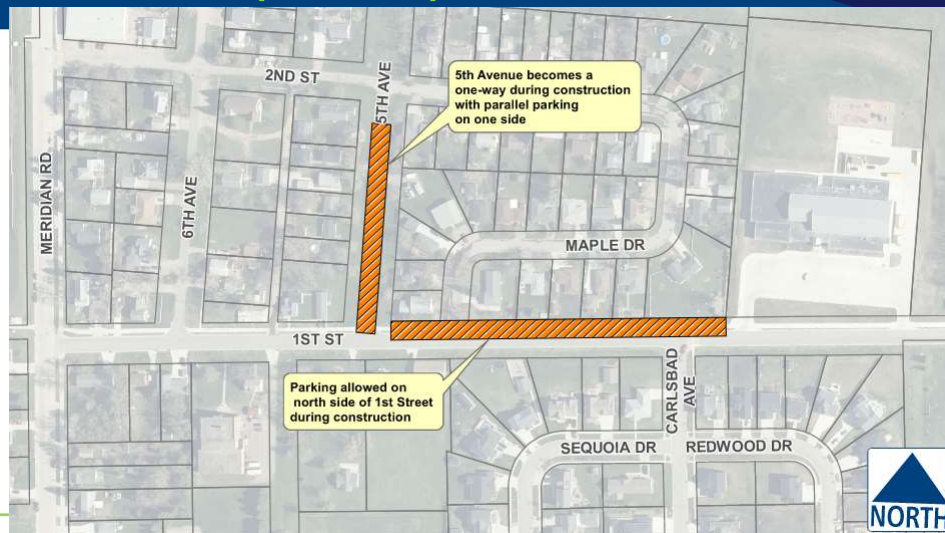 2ND ST
5TH AVE
5th Avenue becomes a
one-way during construction
with parallel parking
on one side
MERIDIAN RD
6TH AVE
MAPLE DR
1ST ST
Parking allowed on
north side of 1st Street
during construction
CARLSBAD
AVE
SEQUOIA DR
REDWOOD DR
NORTH